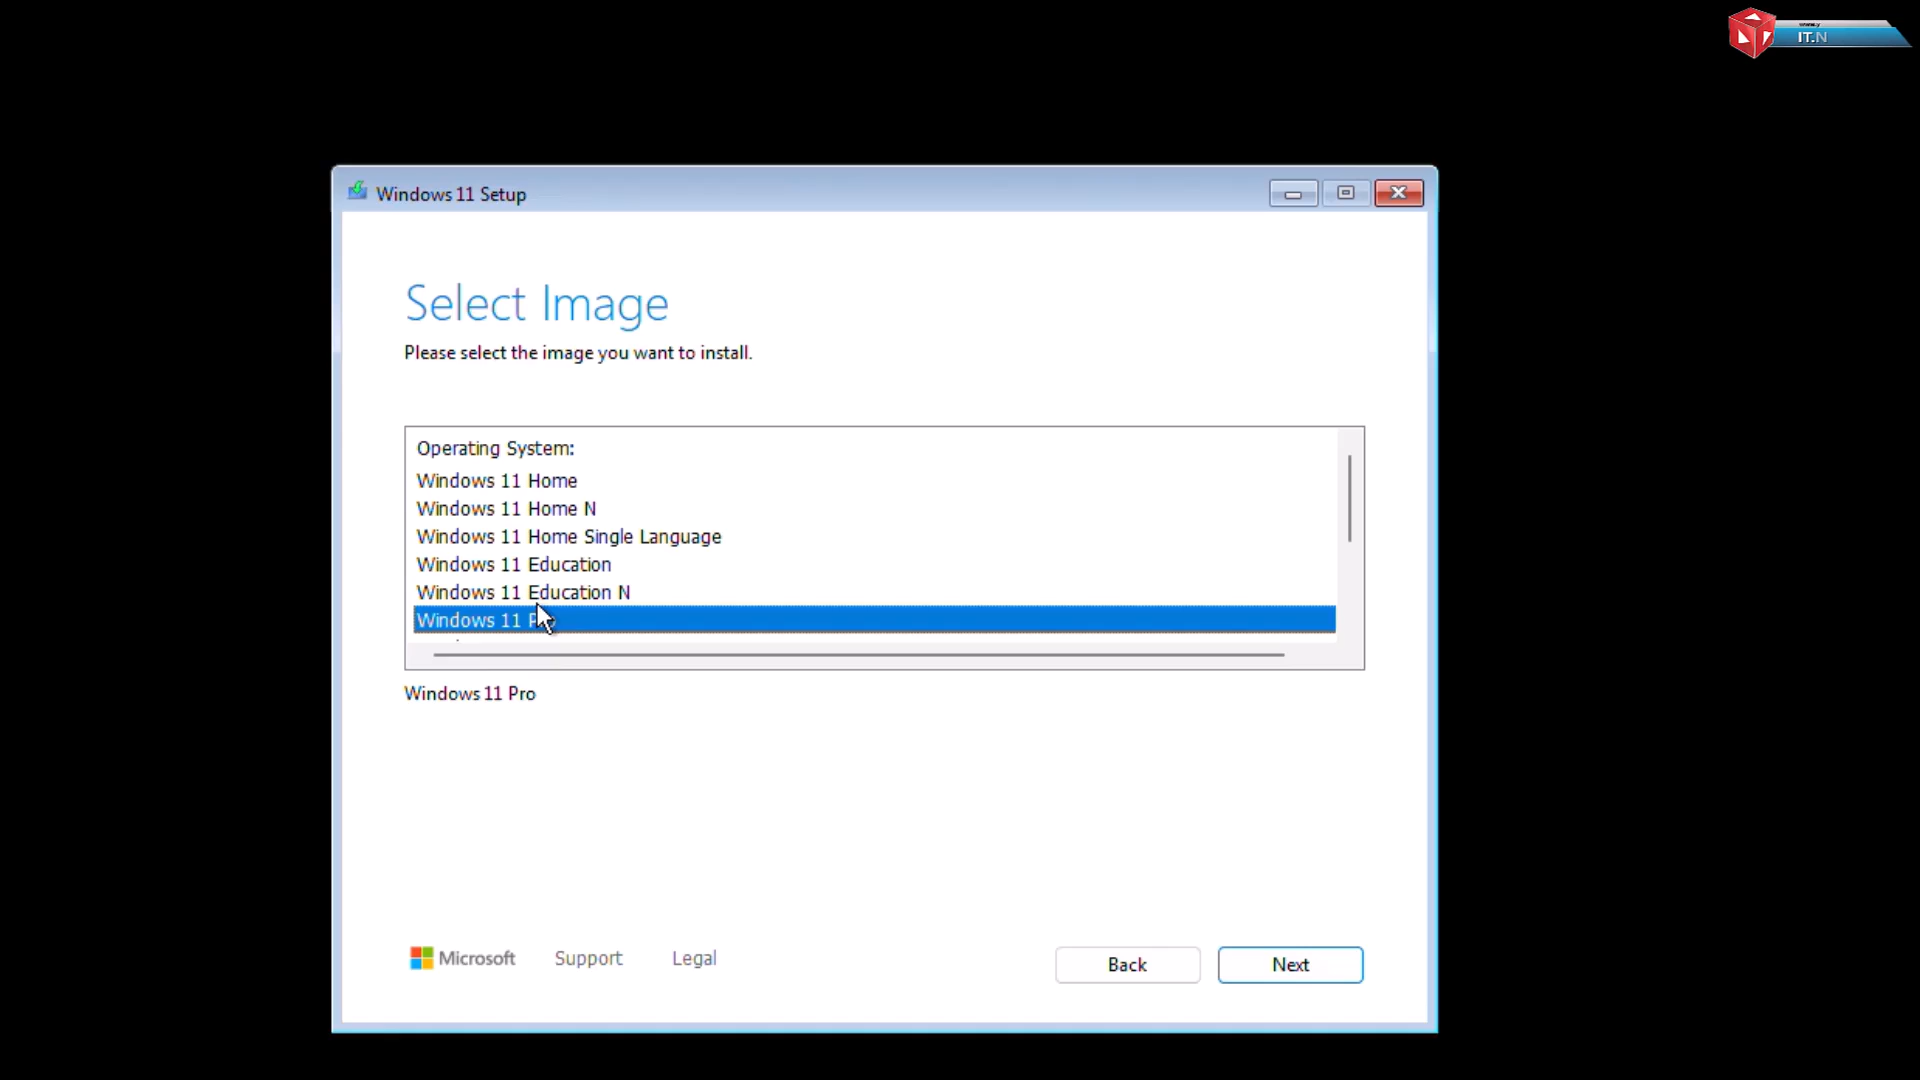 IT.N
Windows 11 Setup
Select Image
Please select the image you want to install.
Operating System:
Windows 11 Home
Windows 11 Home N
Windows 11 Home Single Language
Windows 11 Education
Windows 11 Education N
Windows 11
Windows 11 Pro
Microsoft Support Legal
Back Next